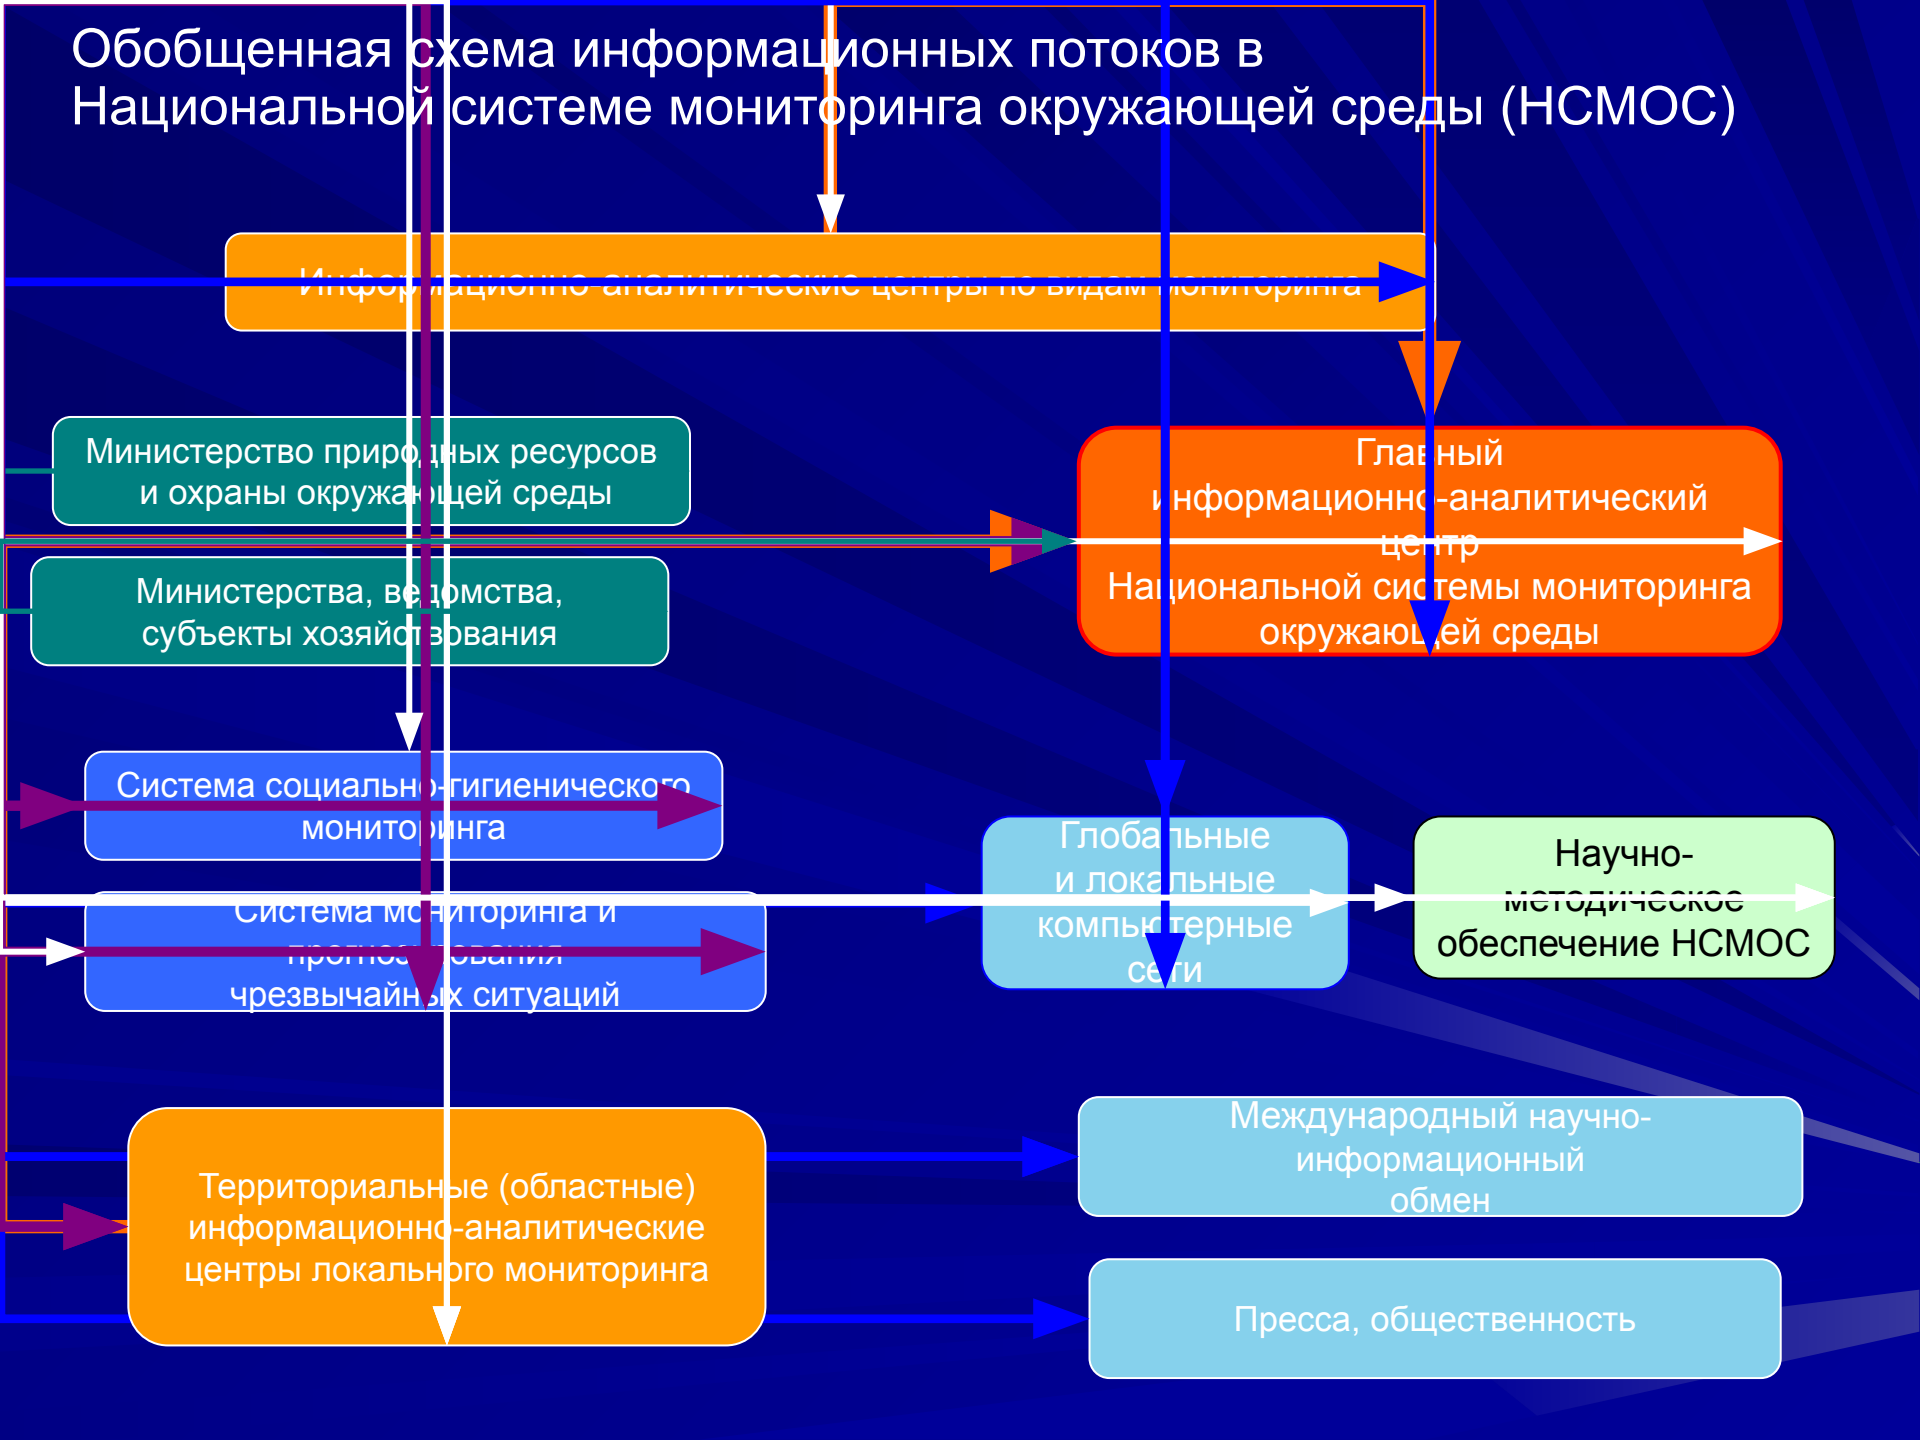 Обобщенная схема информационных потоков в
Национальной системе мониторинга окружающей среды (НСМОС)
Информационно-аналитические центры по видам мониторинга
Министерство природных ресурсов
и охраны окружающей среды
Главный
информационно-аналитический
центр
Национальной системы мониторинга
окружающей среды
Министерства, ведомства,
субъекты хозяйствования
Система социально-гигиенического
мониторинга
Глобальные
и локальные
компьютерные
сети
Научно-
методическое
обеспечение НСМОС
Система мониторинга и
прогнозирования
чрезвычайных ситуаций
Международный научно-
информационный
обмен
Территориальные (областные)
информационно-аналитические
центры локального мониторинга
Пресса, общественность